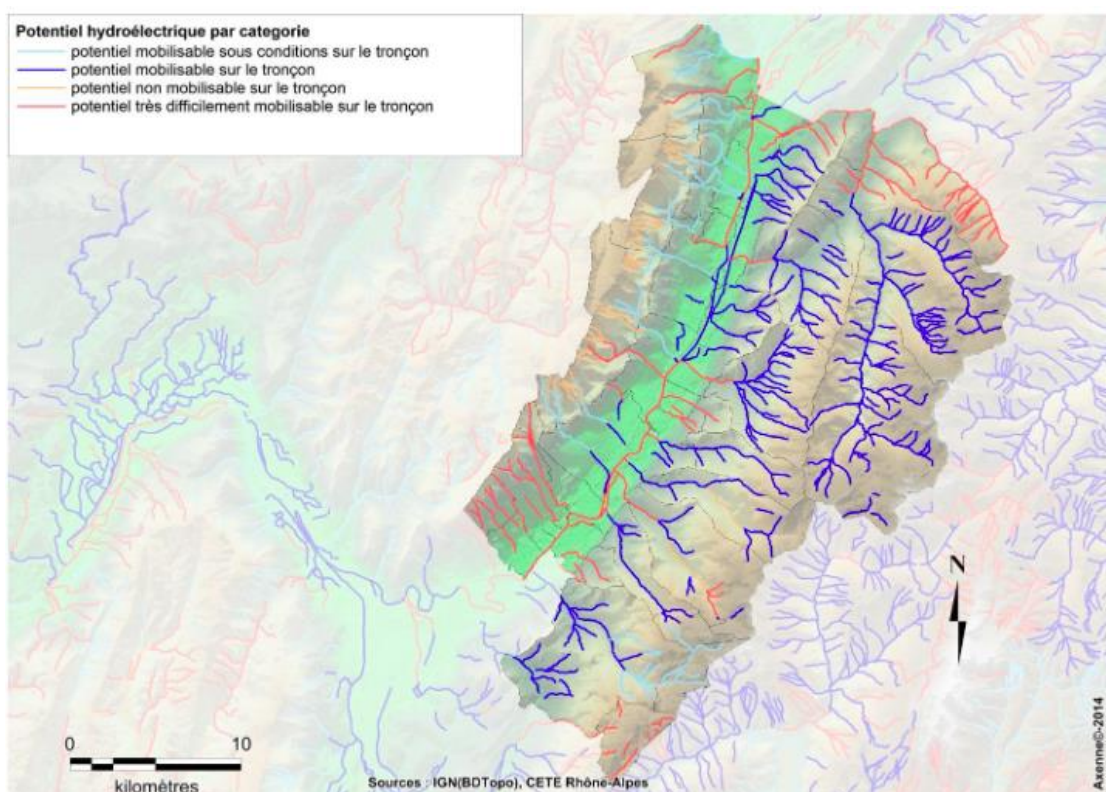 Potentiel hydroélectrique par categorie
potentiel mobilisable sous conditions sur le tronçon
potentiel mobilisable sur le tronçon
potentiel non mobilisable sur le tronçon
potentiel très difficilement mobilisable sur le tronçon
N
0 10
kilomètres
Sources : IGN(BDTopo), CETE Rhône-Alpes
Axenne©-2014